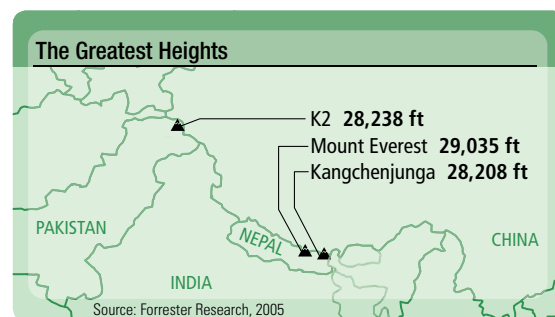 The Greatest Heights
K2 28,238 ft
Mount Everest 29,035 ft
Kangchenjunga 28,208 ft
PAKISTAN
NEPAL
CHINA
INDIA
Source: Forrester Research, 2005